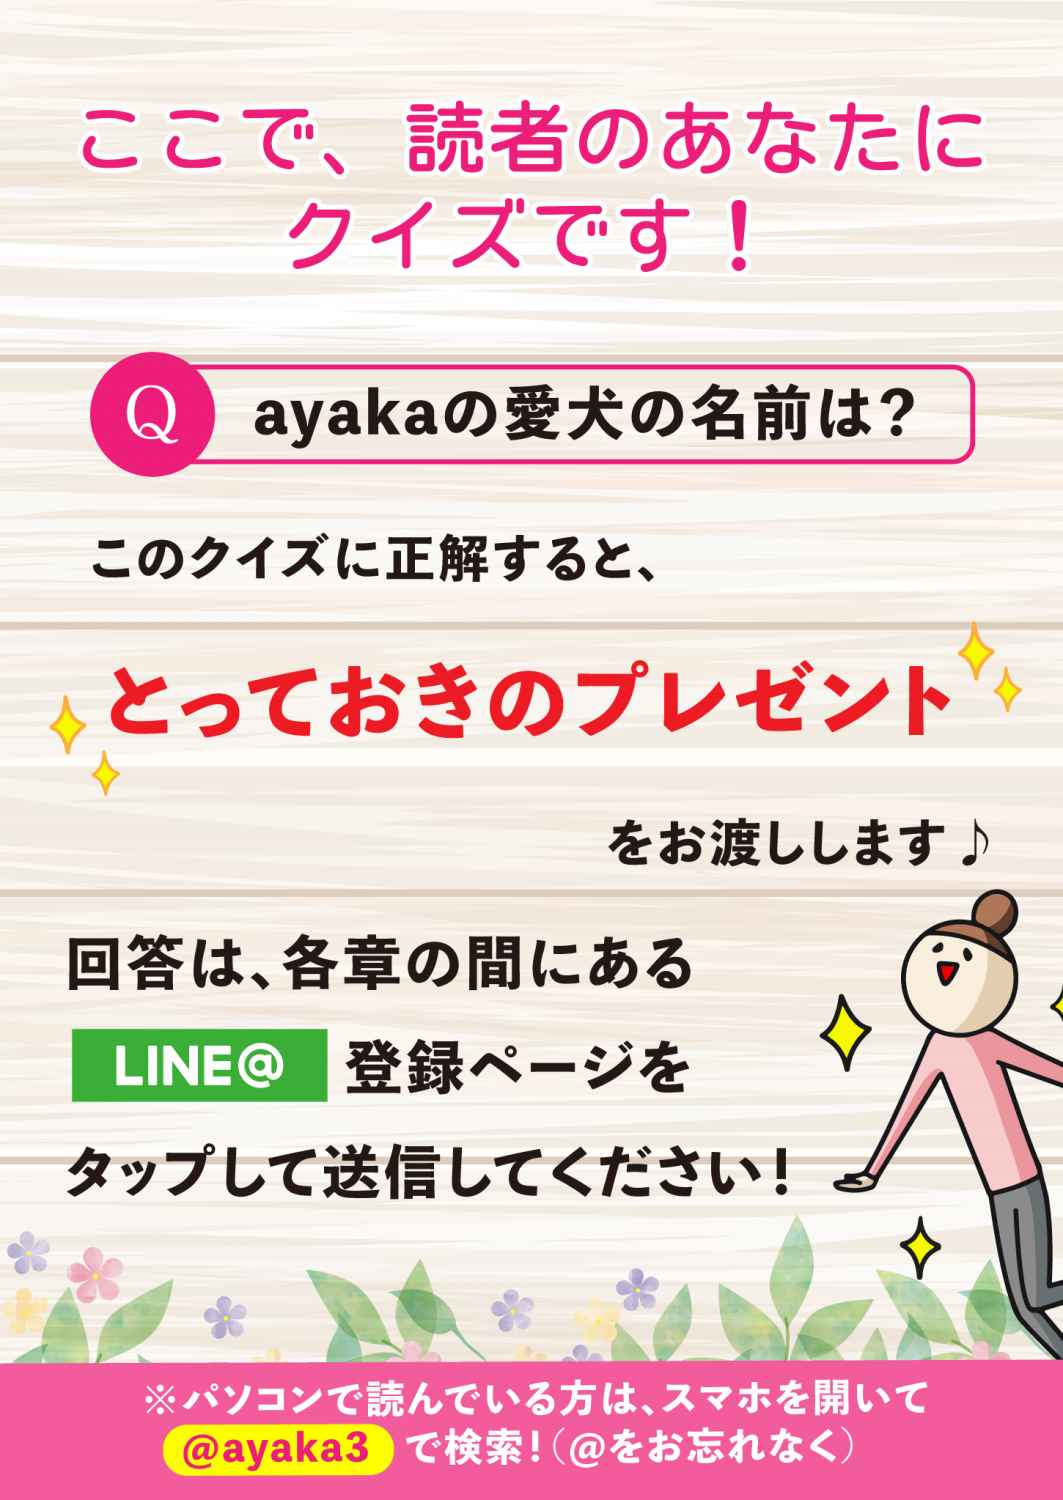 ここで、読者のあなたに
クイズです！
Q ayakaの愛犬の名前は？
このクイズに正解すると、
とっておきのプレゼント
をお渡しします♪
回答は、各章の間にある
LINE@ 登録ページを
タップして送信してください！
※パソコンで読んでいる方は、スマホを開いて
@ayaka3 で検索！（@をお忘れなく）